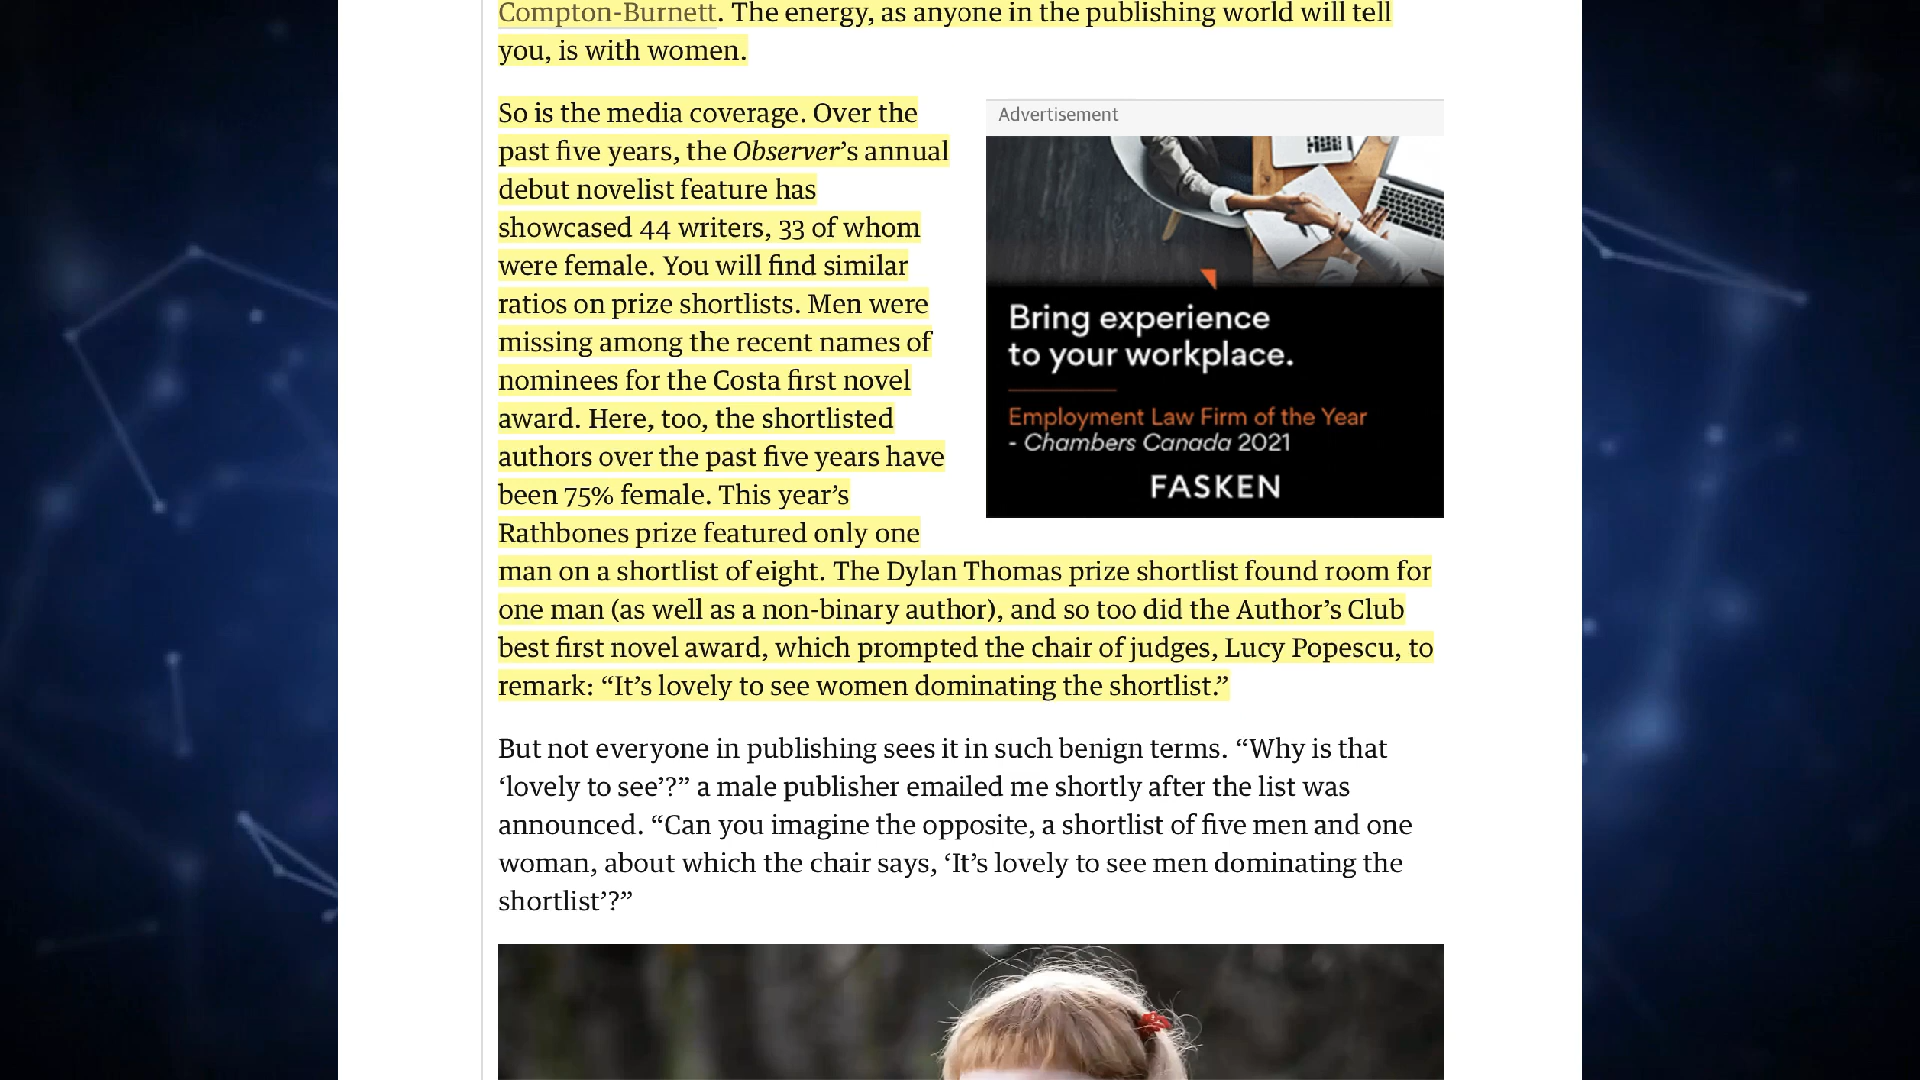 Compton-Burnett. The energy, as anyone in the publishing world will tell
you, is with women.
So is the media coverage. Over the
past five years, the Observer’s annual
debut novelist feature has
showcased 44 writers, 33 of whom
were female. You will find similar
ratios on prize shortlists. Men were
missing among the recent names of
nominees for the Costa first novel
award. Here, too, the shortlisted
authors over the past five years have
been 75% female. This year’s
Rathbones prize featured only one
man on a shortlist of eight. The Dylan Thomas prize shortlist found room for
one man (as well as a non-binary author), and so too did the Author’s Club
best first novel award, which prompted the chair of judges, Lucy Popescu, to
remark: “It’s lovely to see women dominating the shortlist.”
Advertisement
Bring experience
to your workplace.
Employment Law Firm of the Year
- Chambers Canada 2021
FASKEN
But not everyone in publishing sees it in such benign terms. “Why is that
‘lovely to see’?” a male publisher emailed me shortly after the list was
announced. “Can you imagine the opposite, a shortlist of five men and one
woman, about which the chair says, ‘It’s lovely to see men dominating the
shortlist’?”